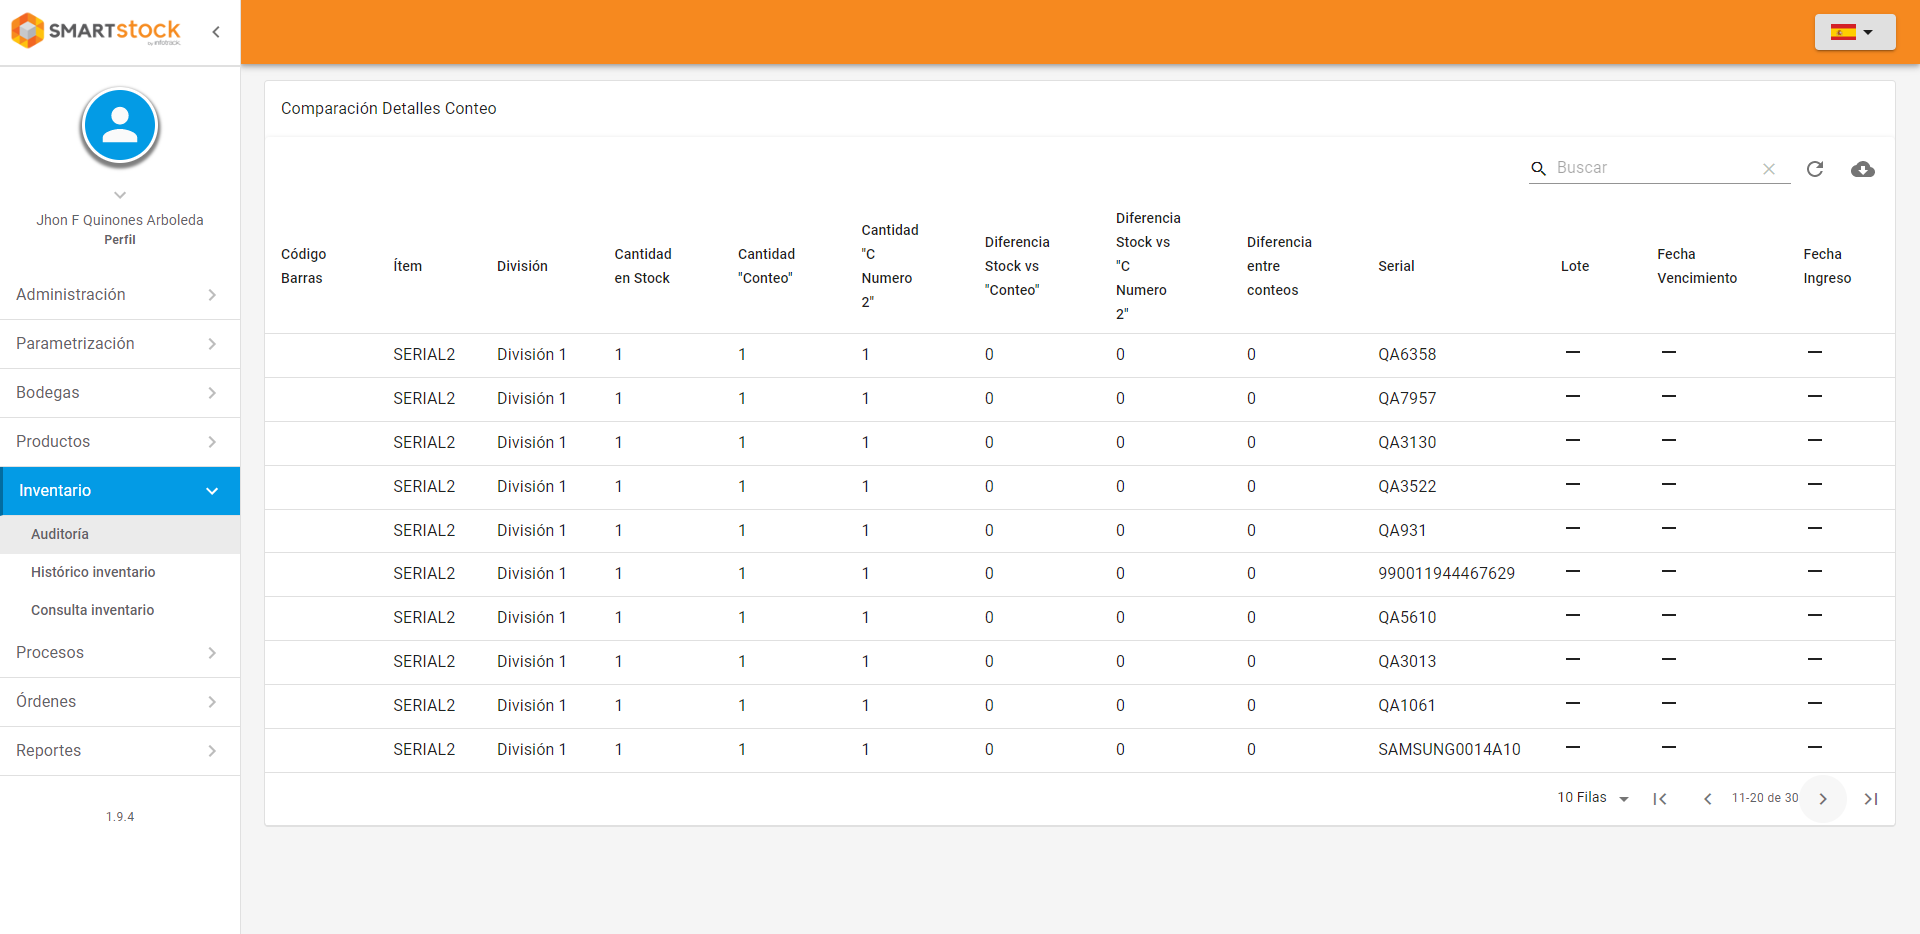 SMARTstock
by infotrack.
Jhon F Quinones Arboleda
Perfil
Administración
Parametrización
Bodegas
Productos
Inventario
Auditoría
Histórico inventario
Consulta inventario
Procesos
Órdenes
Reportes
1.9.4
Comparación Detalles Conteo
Buscar
Código Barras Ítem División Cantidad en Stock Cantidad "Conteo" Cantidad "C Numero 2" Diferencia Stock vs "Conteo" Diferencia Stock vs "C Numero 2" Diferencia entre conteos Serial Lote Fecha Vencimiento Fecha Ingreso
SERIAL2 División 1 1 1 1 0 0 0 QA6358 — — —
SERIAL2 División 1 1 1 1 0 0 0 QA7957 — — —
SERIAL2 División 1 1 1 1 0 0 0 QA3130 — — —
SERIAL2 División 1 1 1 1 0 0 0 QA3522 — — —
SERIAL2 División 1 1 1 1 0 0 0 QA931 — — —
SERIAL2 División 1 1 1 1 0 0 0 990011944467629 — — —
SERIAL2 División 1 1 1 1 0 0 0 QA5610 — — —
SERIAL2 División 1 1 1 1 0 0 0 QA3013 — — —
SERIAL2 División 1 1 1 1 0 0 0 QA1061 — — —
SERIAL2 División 1 1 1 1 0 0 0 SAMSUNG0014A10 — — —
10 Filas 11-20 de 30